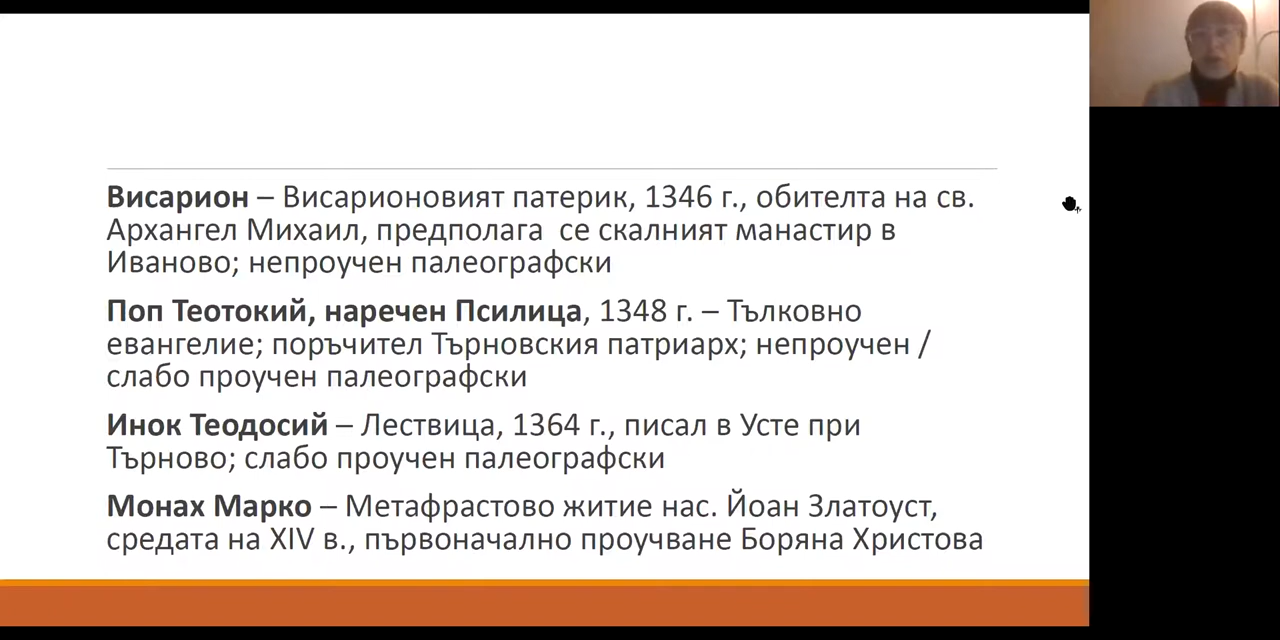 Висарион – Висарионовият патерик, 1346 г., обителта на св.
Архангел Михаил, предполага  се скалният манастир в
Иваново; непроучен палеографски
Поп Теотокий, наречен Псилица, 1348 г. – Тълковно
евангелие; поръчител Търновския патриарх; непроучен /
слабо проучен палеографски
Инок Теодосий – Лествица, 1364 г., писал в Усте при
Търново; слабо проучен палеографски
Монах Марко – Метафрастово житие нас. Йоан Златоуст,
средата на XIV в., първоначално проучване Боряна Христова